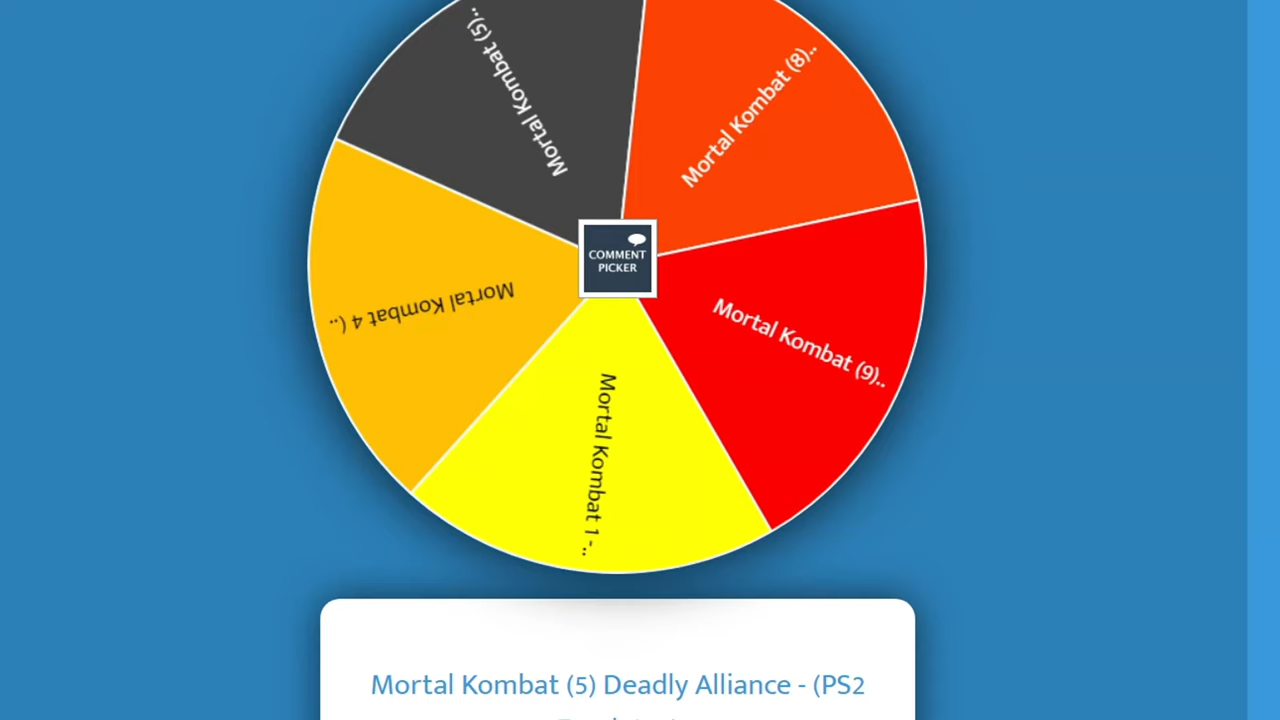 Mortal Kombat (5)..
Mortal Kombat (8)..
COMMENT
PICKER
Mortal Kombat 4 (..
Mortal Kombat (9)..
Mortal Kombat 1 -..
Mortal Kombat (5) Deadly Alliance - (PS2